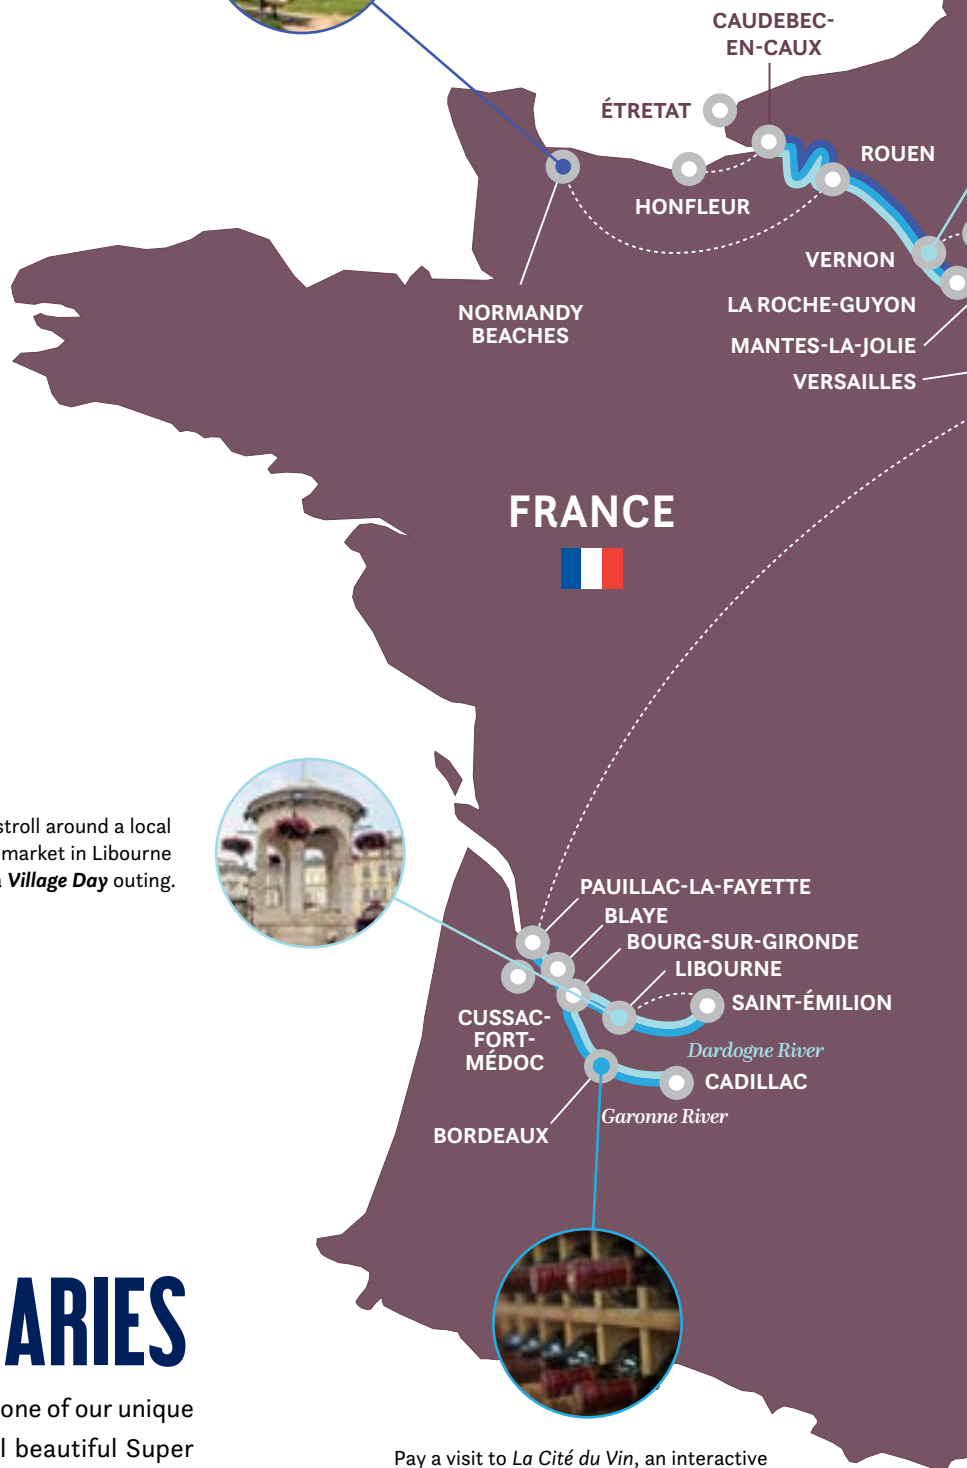 CAUDEBEC-
EN-CAUX
ÉTRETAT
ROUEN
HONFLEUR
VERNON
LA ROCHE-GUYON
NORMANDY
BEACHES
MANTES-LA-JOLIE
VERSAILLES
FRANCE
stroll around a local
market in Libourne
Village Day outing.
PAUILLAC-LA-FAYETTE
BLAYE
BOURG-SUR-GIRONDE
LIBOURNE
SAINT-ÉMILION
CUSSAC-
FORT-
MÉDOC
Dardogne River
CADILLAC
Garonne River
BORDEAUX
ARIES
one of our unique
l beautiful Super
Pay a visit to La Cité du Vin, an interactive